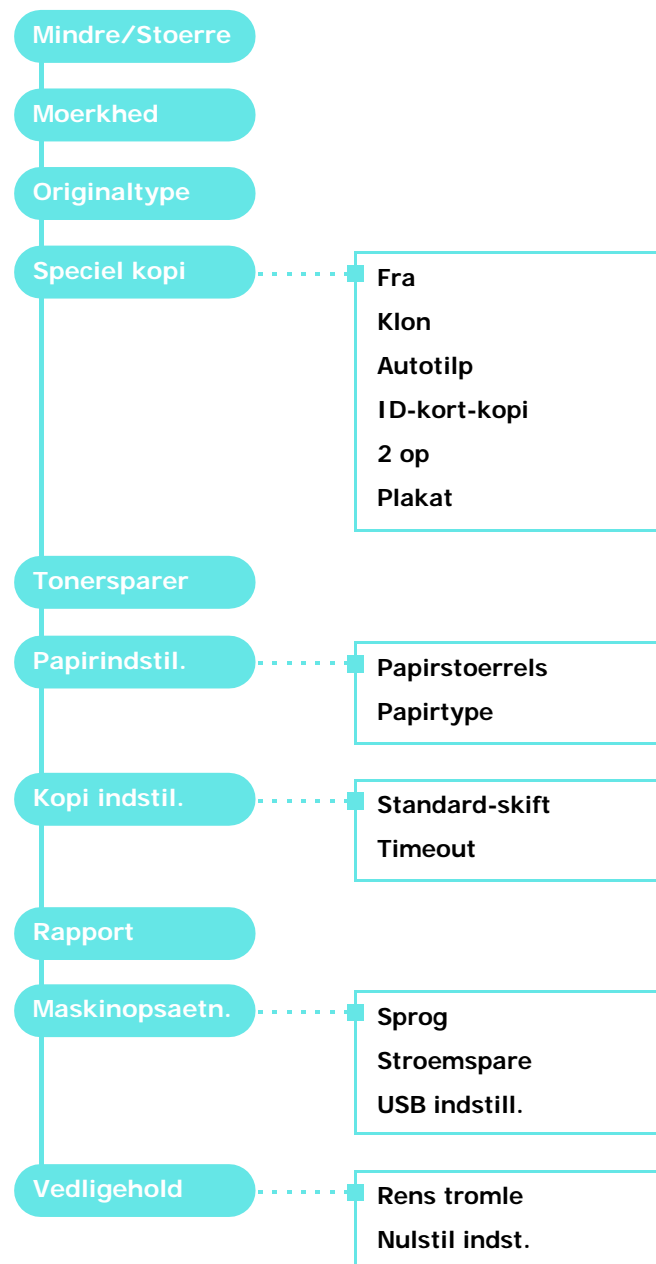 Mindre/Stoerre
Moerkhed
Originaltype
Speciel kopi
Fra
Klon
Autotilp
ID-kort-kopi
2 op
Plakat
Tonersparer
Papirindstil.
Papirstoerrels
Papirtype
Kopi indstil.
Standard-skift
Timeout
Rapport
Maskinopsaetn.
Sprog
Stroemspare
USB indstill.
Vedligehold
Rens tromle
Nulstil indst.